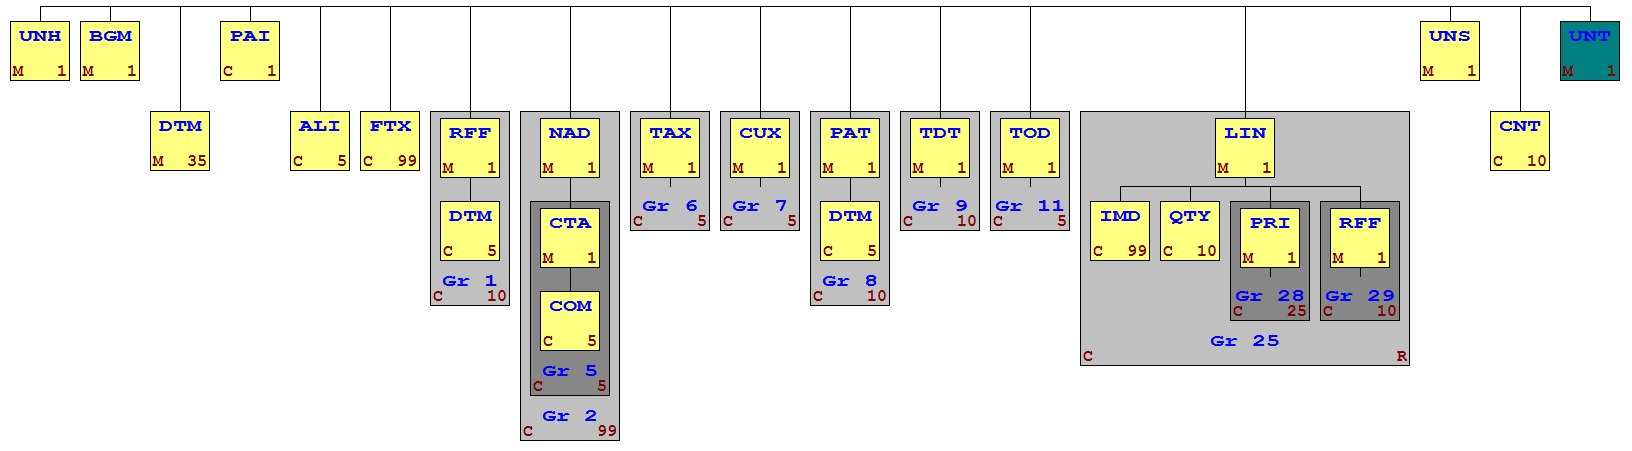 UNH
M 1
BGM
M 1
DTM
M 35
PAI
C 1
ALI
C 5
FTX
C 99
RFF
M 1
DTM
C 5
Gr 1
C 10
NAD
M 1
CTA
M 1
COM
C 5
Gr 5
C 5
Gr 2
C 99
TAX
M 1
Gr 6
C 5
CUX
M 1
Gr 7
C 5
PAT
M 1
DTM
C 5
Gr 8
C 10
TDT
M 1
Gr 9
C 10
TOD
M 1
Gr 11
C 5
LIN
M 1
IMD
C 99
QTY
C 10
PRI
M 1
Gr 28
C 25
RFF
M 1
Gr 29
C 10
Gr 25
C R
UNS
M 1
CNT
C 10
UNT
M 1